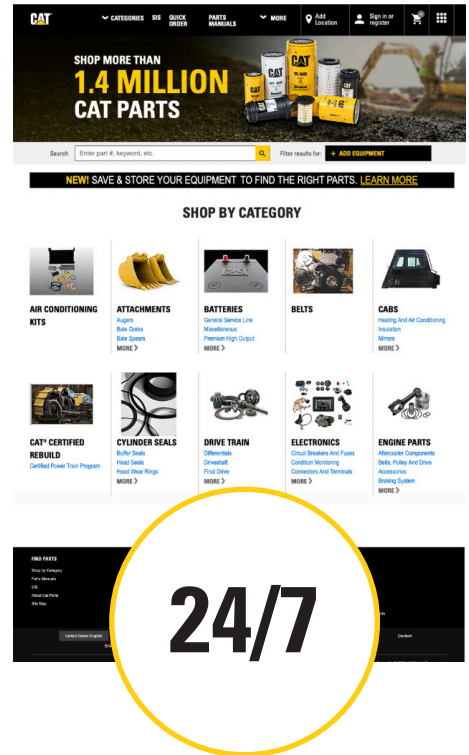 CAT
CATEGORIES SIS QUICK ORDER PARTS MANUALS MORE Add Location Sign in or register
SHOP MORE THAN
1.4 MILLION
CAT PARTS
Search Enter part #, keyword, etc. Filter results for: + ADD EQUIPMENT
NEW! SAVE & STORE YOUR EQUIPMENT TO FIND THE RIGHT PARTS. LEARN MORE
SHOP BY CATEGORY
AIR CONDITIONING
KITS
ATTACHMENTS
Augers
Bale Grabs
Bale Spears
MORE >
BATTERIES
General Service Line
Miscellaneous
Premium High Output
MORE >
BELTS
CABS
Heating And Air Conditioning
Insulation
Mirrors
MORE >
CAT® CERTIFIED
REBUILD
Certified Power Train Program
CYLINDER SEALS
Buffer Seals
Head Seals
Head Wear Rings
MORE >
DRIVE TRAIN
Differentials
Driveshaft
Final Drive
MORE >
ELECTRONICS
Circuit Breakers And Fuses
Condition Monitoring
Connectors And Terminals
MORE >
ENGINE PARTS
Aftercooler Components
Belts, Pulley And Drive
Accessories
Braking System
MORE >
FIND PARTS
Shop by Category
Parts Manuals
SIS
About Cat Parts
Site Map
24/7
United States English
Deutsch